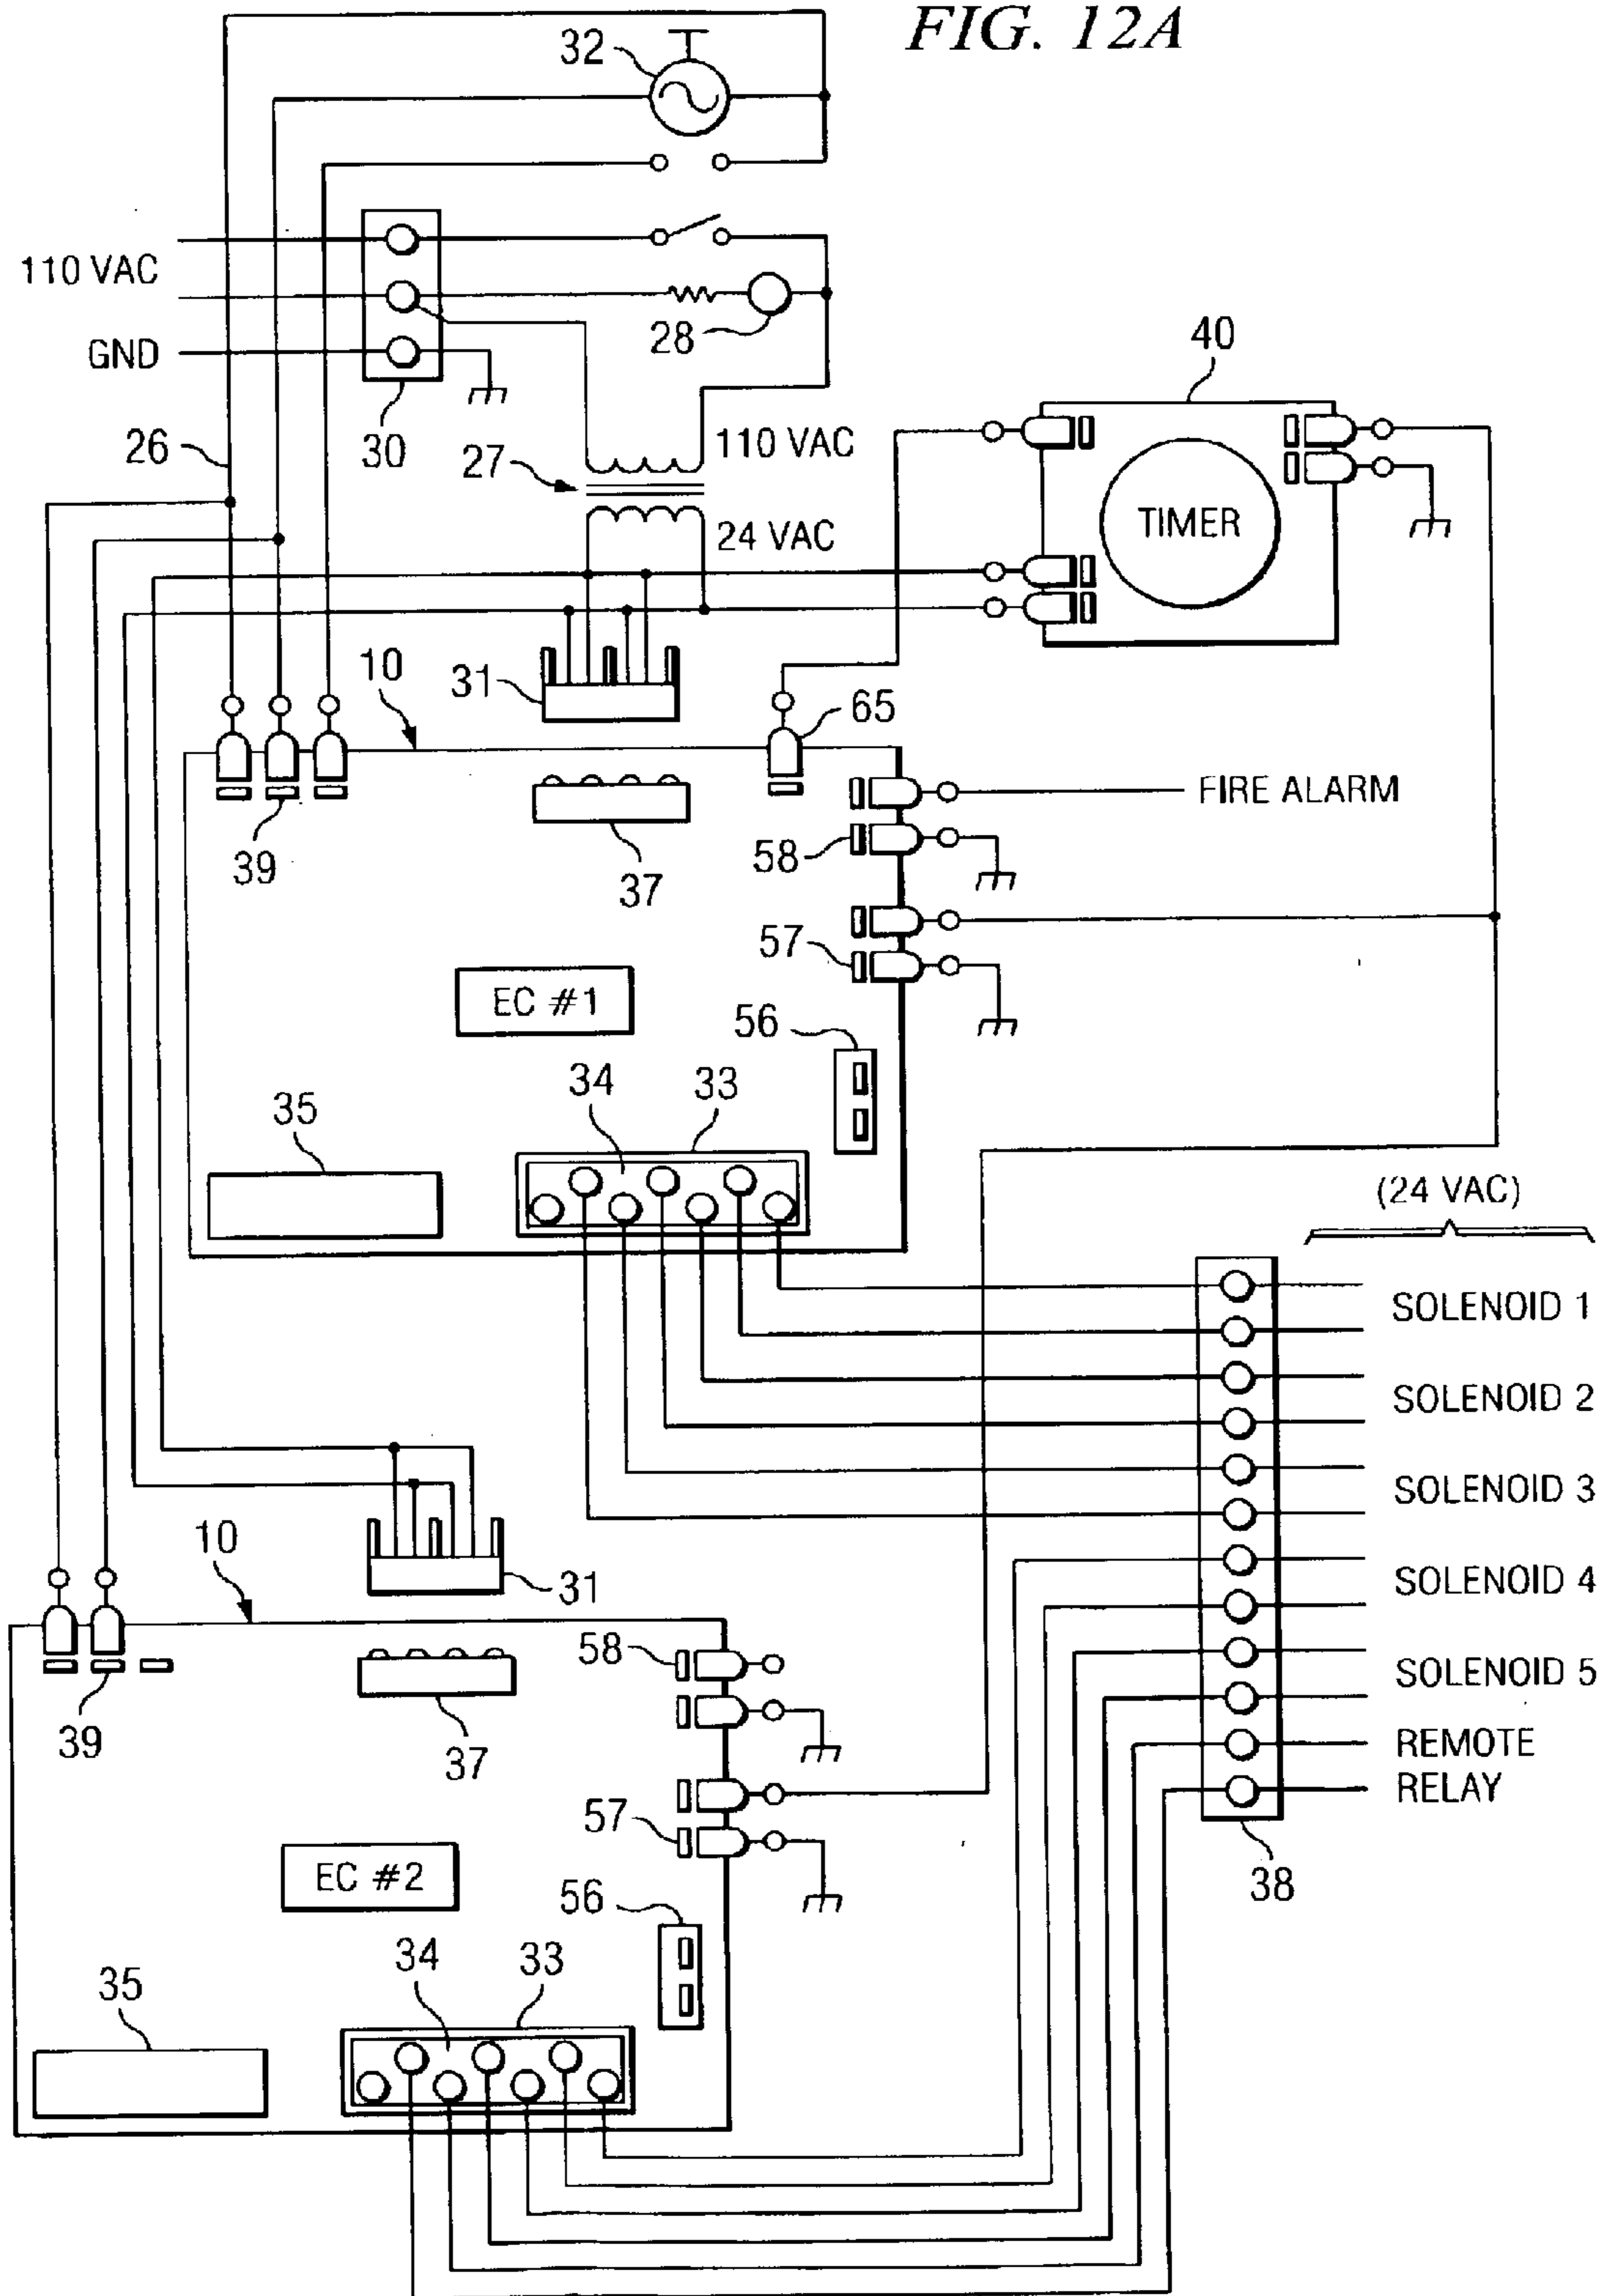 FIG. 12A
32
110 VAC
28
GND
30
40
26
27
110 VAC
24 VAC
TIMER
10
31
65
FIRE ALARM
39
37
58
57
EC #1
56
34
33
35
(24 VAC)
SOLENOID 1
SOLENOID 2
SOLENOID 3
SOLENOID 4
SOLENOID 5
REMOTE
RELAY
38
10
31
58
39
37
57
EC #2
56
34
33
35